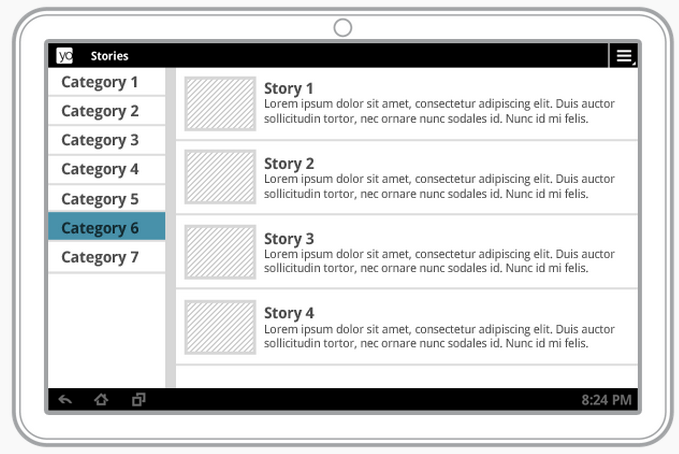 yo Stories
Category 1
Category 2
Category 3
Category 4
Category 5
Category 6
Category 7
Story 1
Lorem ipsum dolor sit amet, consectetur adipiscing elit. Duis auctor
sollicitudin tortor, nec ornare nunc sodales id. Nunc id mi felis.
Story 2
Lorem ipsum dolor sit amet, consectetur adipiscing elit. Duis auctor
sollicitudin tortor, nec ornare nunc sodales id. Nunc id mi felis.
Story 3
Lorem ipsum dolor sit amet, consectetur adipiscing elit. Duis auctor
sollicitudin tortor, nec ornare nunc sodales id. Nunc id mi felis.
Story 4
Lorem ipsum dolor sit amet, consectetur adipiscing elit. Duis auctor
sollicitudin tortor, nec ornare nunc sodales id. Nunc id mi felis.
8:24 PM